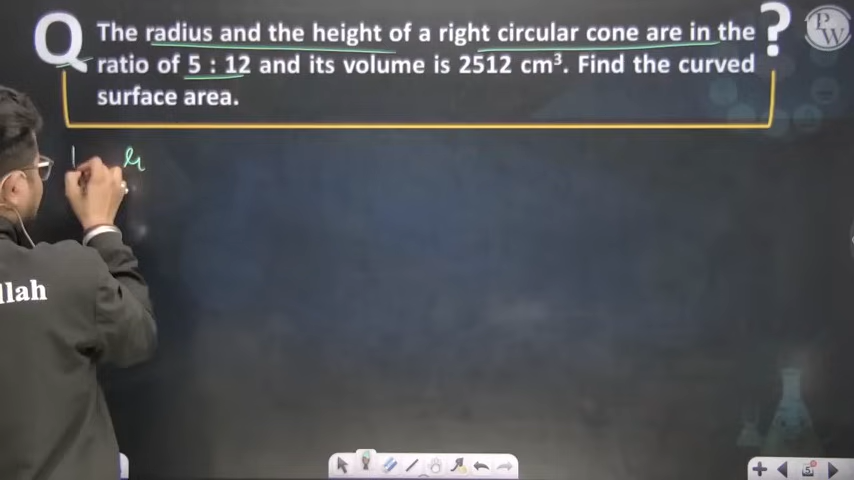 Q The radius and the height of a right circular cone are in the ?
ratio of 5 : 12 and its volume is 2512 cm³. Find the curved
surface area.
PW
h
llah
5